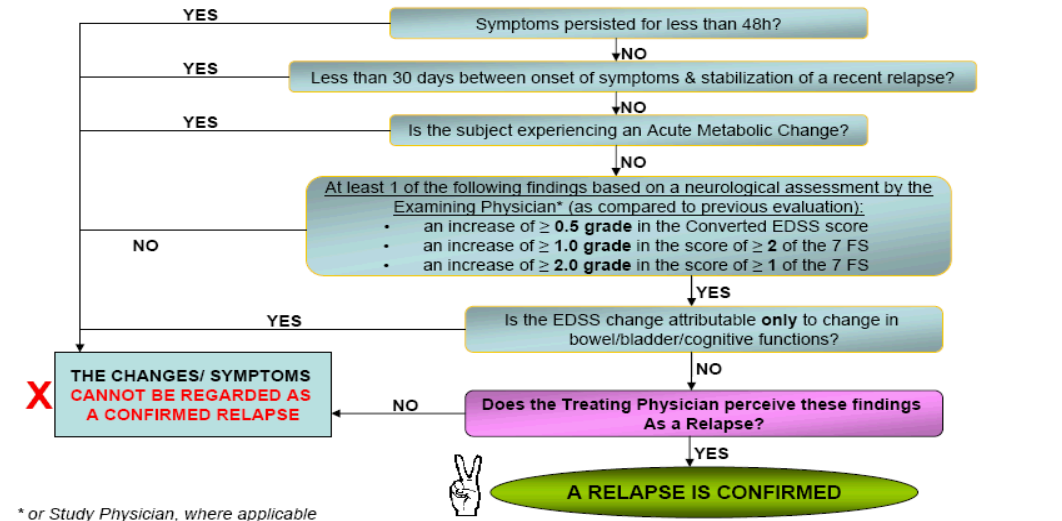 YES
Symptoms persisted for less than 48h?
NO
YES
Less than 30 days between onset of symptoms & stabilization of a recent relapse?
NO
YES
Is the subject experiencing an Acute Metabolic Change?
NO
At least 1 of the following findings based on a neurological assessment by the
Examining Physician* (as compared to previous evaluation):
• an increase of ≥ 0.5 grade in the Converted EDSS score
• an increase of ≥ 1.0 grade in the score of ≥ 2 of the 7 FS
• an increase of ≥ 2.0 grade in the score of ≥ 1 of the 7 FS
NO
YES
YES
Is the EDSS change attributable only to change in
bowel/bladder/cognitive functions?
NO
X
THE CHANGES/ SYMPTOMS
CANNOT BE REGARDED AS
A CONFIRMED RELAPSE
NO
Does the Treating Physician perceive these findings
As a Relapse?
YES
A RELAPSE IS CONFIRMED
* or Study Physician, where applicable